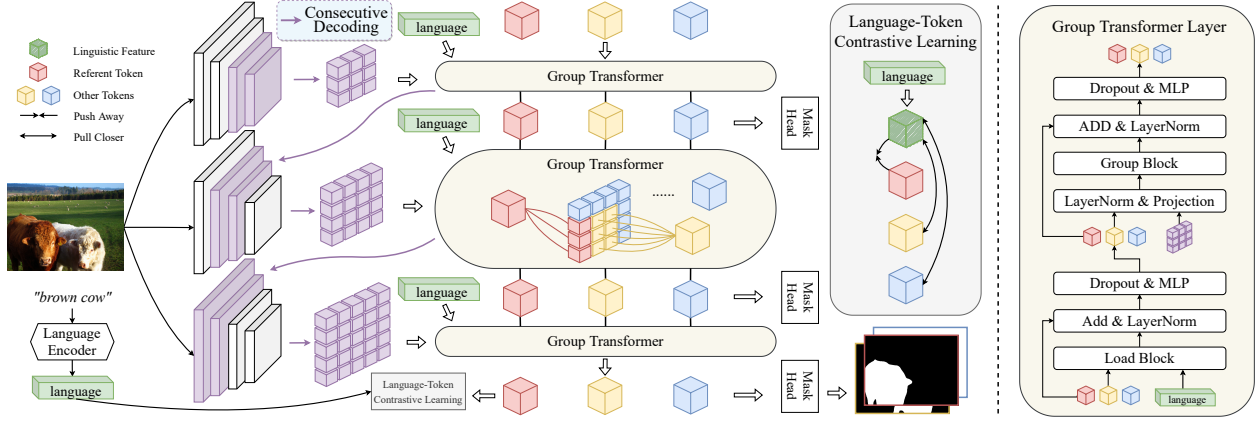 Consecutive
Decoding
language
Linguistic Feature
Referent Token
Other Tokens
Push Away
Pull Closer
"brown cow"
Language
Encoder
language
Group Transformer
language
Mask
Head
Group Transformer
......
language
Mask
Head
Group Transformer
Language-Token
Contrastive Learning
Mask
Head
Language-Token
Contrastive Learning
language
Group Transformer Layer
Dropout & MLP
ADD & LayerNorm
Group Block
LayerNorm & Projection
Dropout & MLP
Add & LayerNorm
Load Block
language